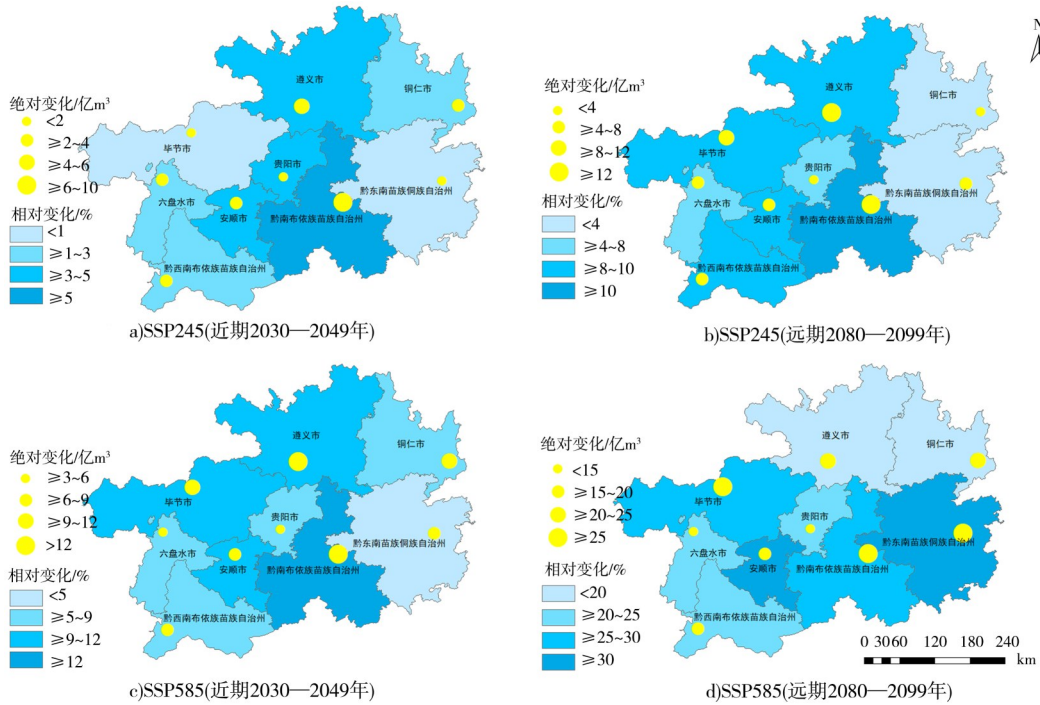 绝对变化/亿m³
<2
≥2~4
≥4~6
≥6~10
相对变化/%
<1
≥1~3
≥3~5
≥5
遵义市
铜仁市
毕节市
贵阳市
黔东南苗族侗族自治州
六盘水市
安顺市
黔南布依族苗族自治州
黔西南布依族苗族自治州
a)SSP245(近期2030—2049年)
N
绝对变化/亿m³
<4
≥4~8
≥8~12
≥12
相对变化/%
<4
≥4~8
≥8~10
≥10
遵义市
铜仁市
毕节市
贵阳市
黔东南苗族侗族自治州
六盘水市
安顺市
黔南布依族苗族自治州
黔西南布依族苗族自治州
b)SSP245(远期2080—2099年)
绝对变化/亿m³
≥3~6
≥6~9
≥9~12
>12
相对变化/%
<5
≥5~9
≥9~12
≥12
遵义市
铜仁市
毕节市
贵阳市
黔东南苗族侗族自治州
六盘水市
安顺市
黔南布依族苗族自治州
黔西南布依族苗族自治州
c)SSP585(近期2030—2049年)
绝对变化/亿m³
<15
≥15~20
≥20~25
≥25
相对变化/%
<20
≥20~25
≥25~30
≥30
遵义市
铜仁市
毕节市
贵阳市
黔东南苗族侗族自治州
六盘水市
安顺市
黔南布依族苗族自治州
黔西南布依族苗族自治州
0 3060 120 180 240
km
d)SSP585(远期2080—2099年)